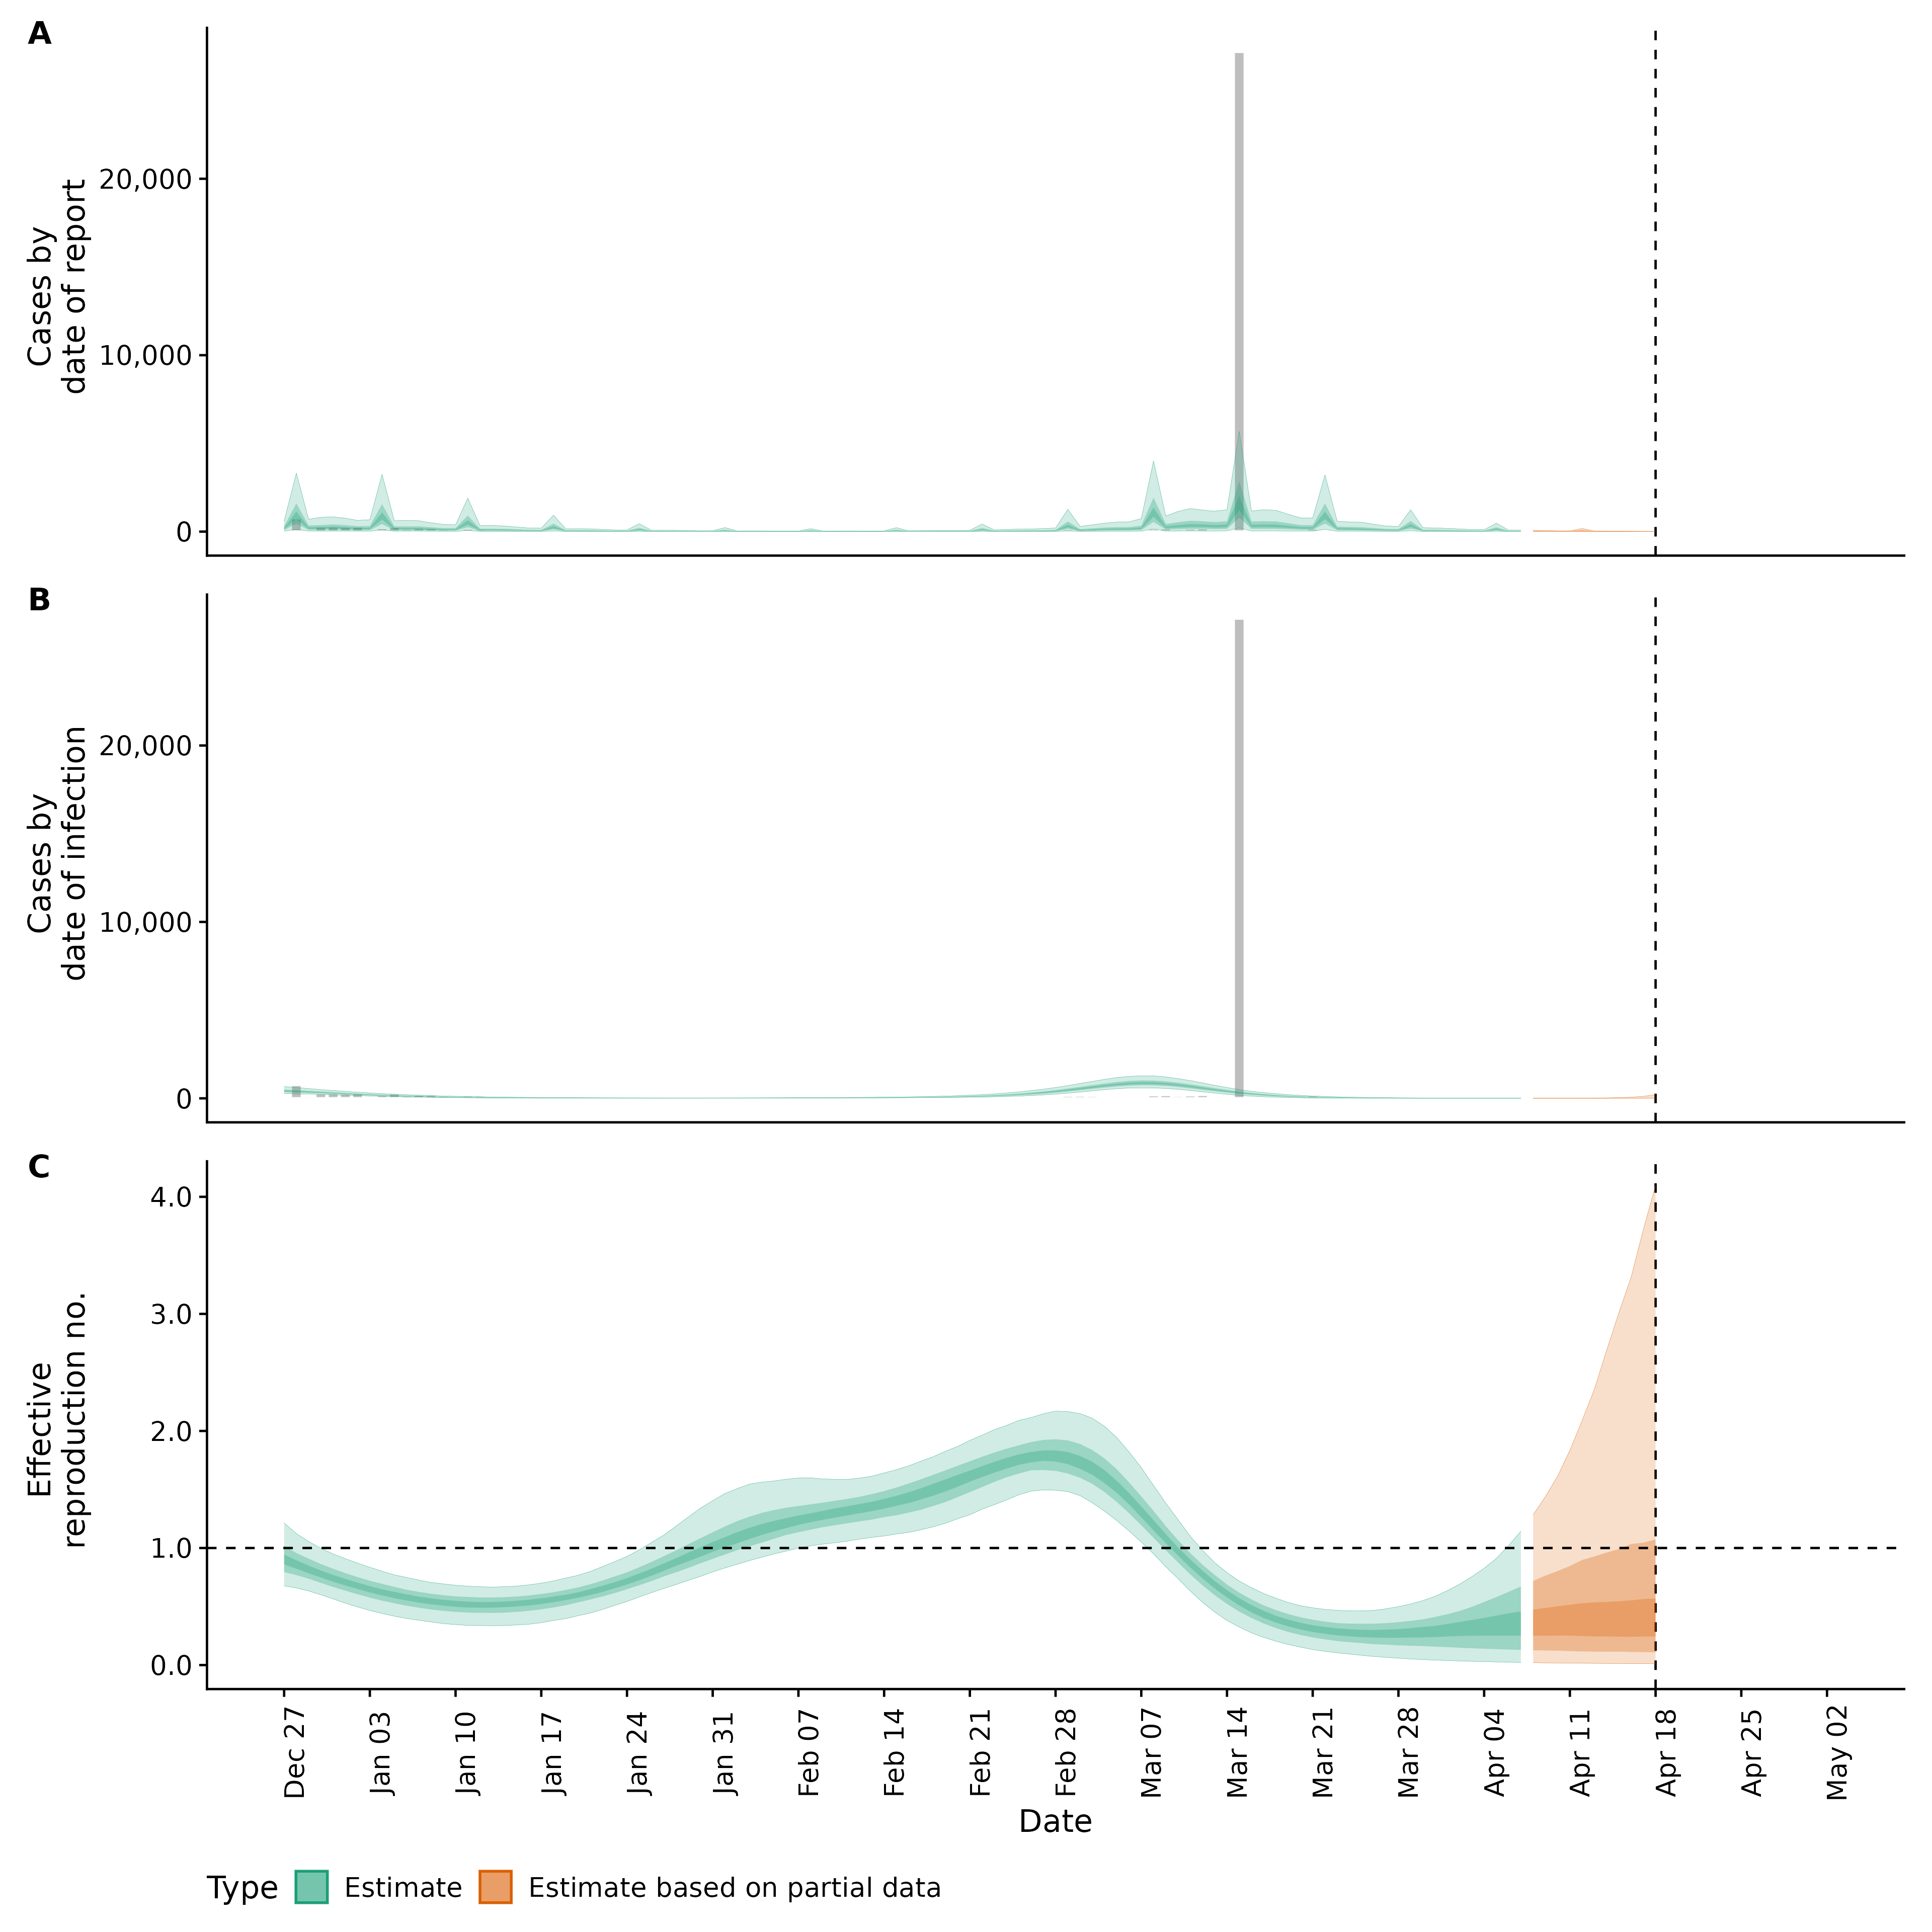 A
Cases by
date of report
20,000
10,000
0
B
Cases by
date of infection
20,000
10,000
0
C
Effective
reproduction no.
4.0
3.0
2.0
1.0
0.0
Dec 27
Jan 03
Jan 10
Jan 17
Jan 24
Jan 31
Feb 07
Feb 14
Feb 21
Feb 28
Mar 07
Mar 14
Mar 21
Mar 28
Apr 04
Apr 11
Apr 18
Apr 25
May 02
Date
Type Estimate Estimate based on partial data